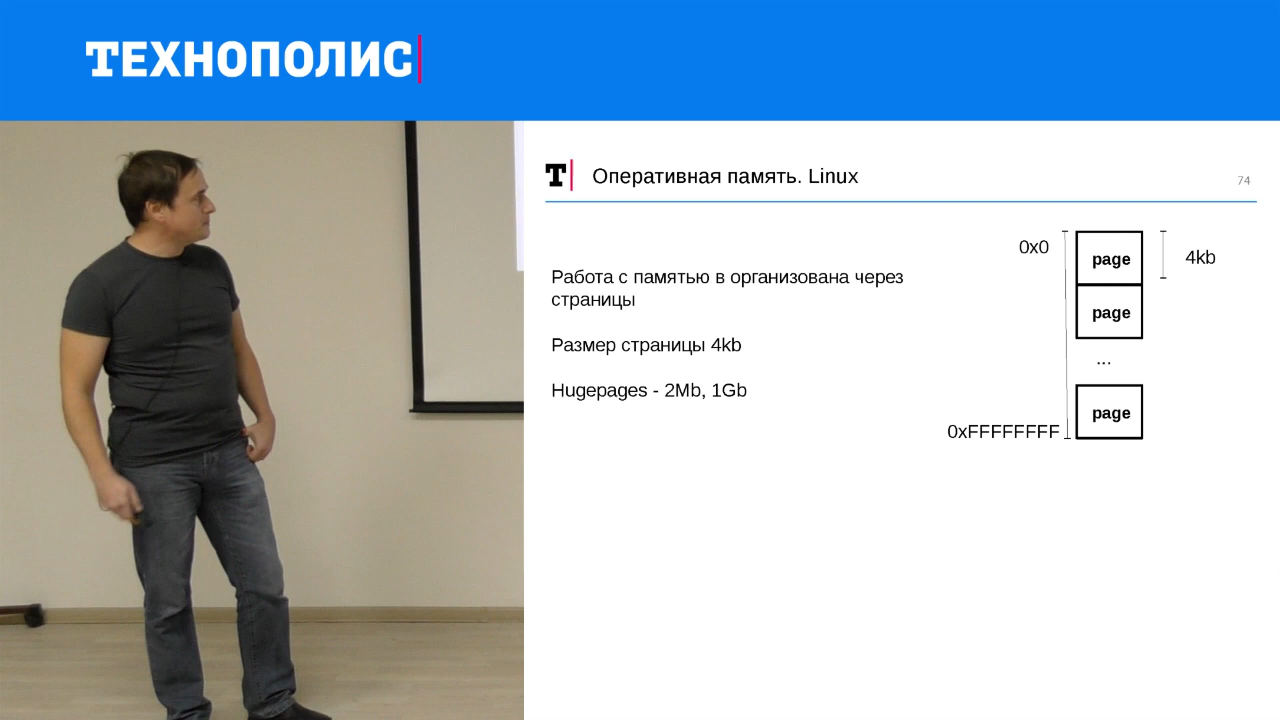 ТЕХНОПОЛИС
Т Оперативная память. Linux
74
Работа с памятью в организована через
страницы
Размер страницы 4kb
Hugepages - 2Mb, 1Gb
0x0
page
4kb
page
...
page
0xFFFFFFFF